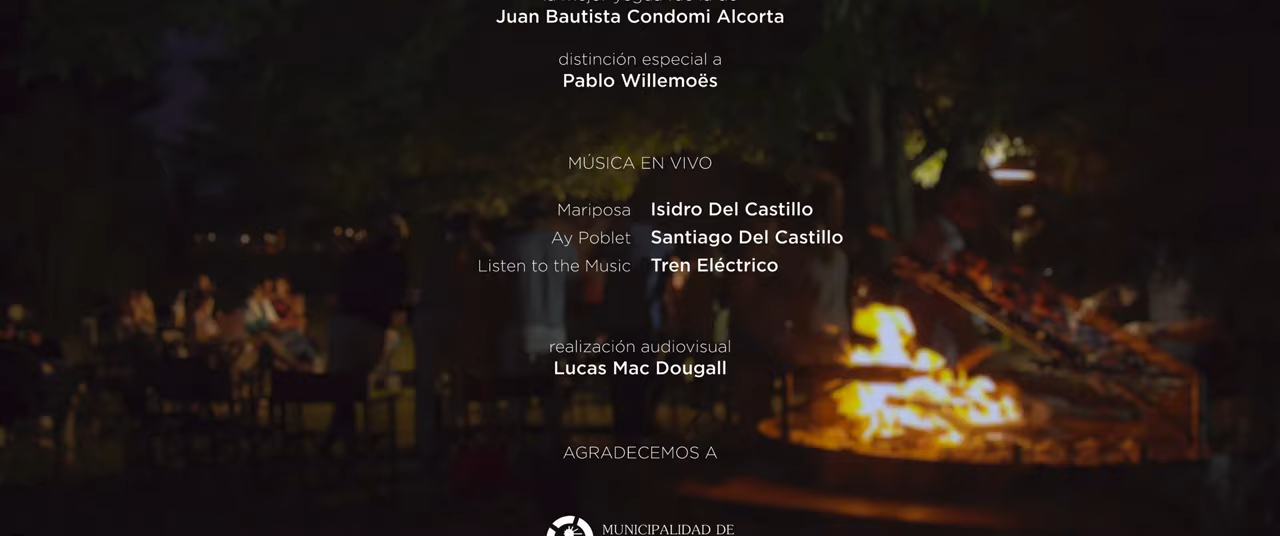 Juan Bautista Condomi Alcorta
distinción especial a
Pablo Willemoës
MÚSICA EN VIVO
Mariposa Isidro Del Castillo
Ay Poblet Santiago Del Castillo
Listen to the Music Tren Eléctrico
realización audiovisual
Lucas Mac Dougall
AGRADECEMOS A
MUNICIPALIDAD DE